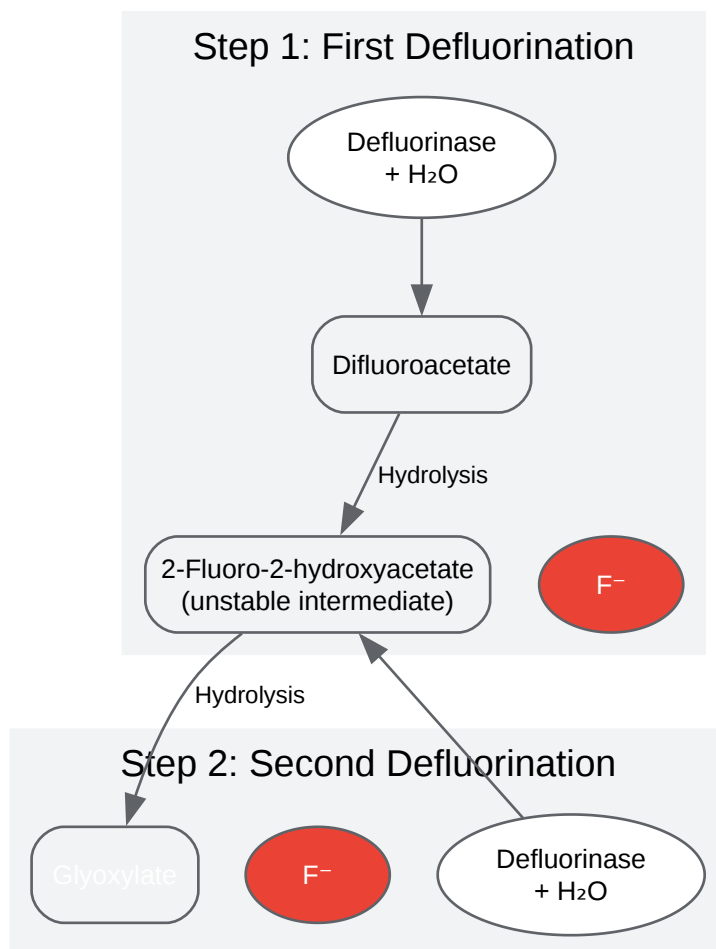 Step 1: First Defluorination
Defluorinase
+ H₂O
Difluoroacetate
Hydrolysis
2-Fluoro-2-hydroxyacetate
(unstable intermediate)
F⁻
Hydrolysis
Step 2: Second Defluorination
Glyoxylate
F⁻
Defluorinase
+ H₂O